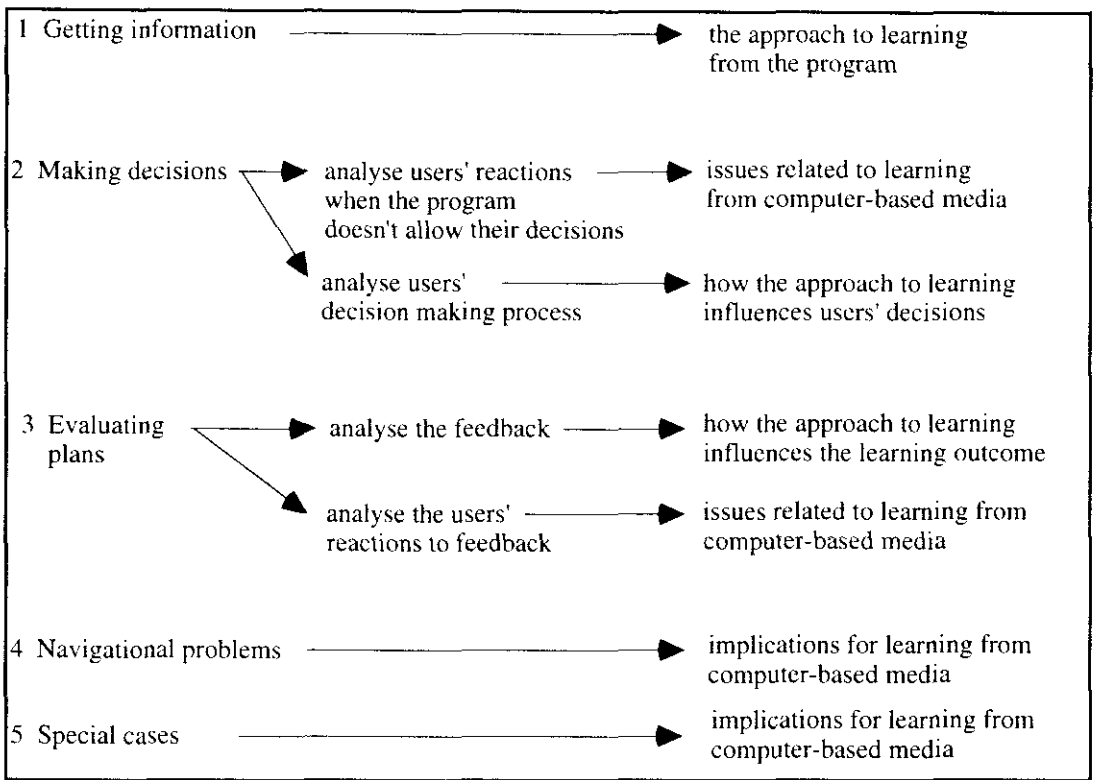 1 Getting information
the approach to learning
from the program
2 Making decisions
analyse users' reactions
when the program
doesn't allow their decisions
issues related to learning
from computer-based media
analyse users'
decision making process
how the approach to learning
influences users' decisions
3 Evaluating
plans
analyse the feedback
how the approach to learning
influences the learning outcome
analyse the users'
reactions to feedback
issues related to learning from
computer-based media
4 Navigational problems
implications for learning from
computer-based media
5 Special cases
implications for learning from
computer-based media